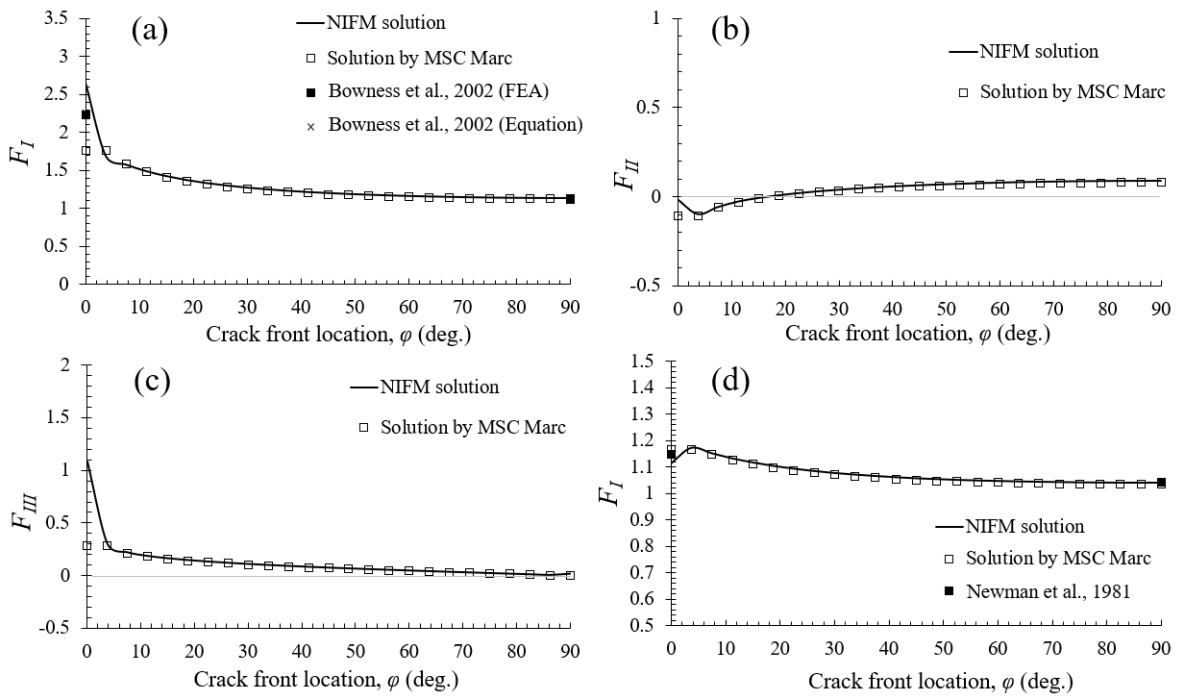 (a)
NIFM solution
Solution by MSC Marc
Bowness et al., 2002 (FEA)
Bowness et al., 2002 (Equation)
3.5
3
2.5
2
1.5
1
0.5
0
F_I
0 10 20 30 40 50 60 70 80 90
Crack front location, φ (deg.)
(b)
NIFM solution
Solution by MSC Marc
1
0.5
0
-0.5
F_II
0 10 20 30 40 50 60 70 80 90
Crack front location, φ (deg.)
(c)
NIFM solution
Solution by MSC Marc
2
1.5
1
0.5
0
-0.5
F_III
0 10 20 30 40 50 60 70 80 90
Crack front location, φ (deg.)
(d)
1.5
1.4
1.3
1.2
1.1
1
0.9
0.8
0.7
0.6
0.5
F_I
NIFM solution
Solution by MSC Marc
Newman et al., 1981
0 10 20 30 40 50 60 70 80 90
Crack front location, φ (deg.)